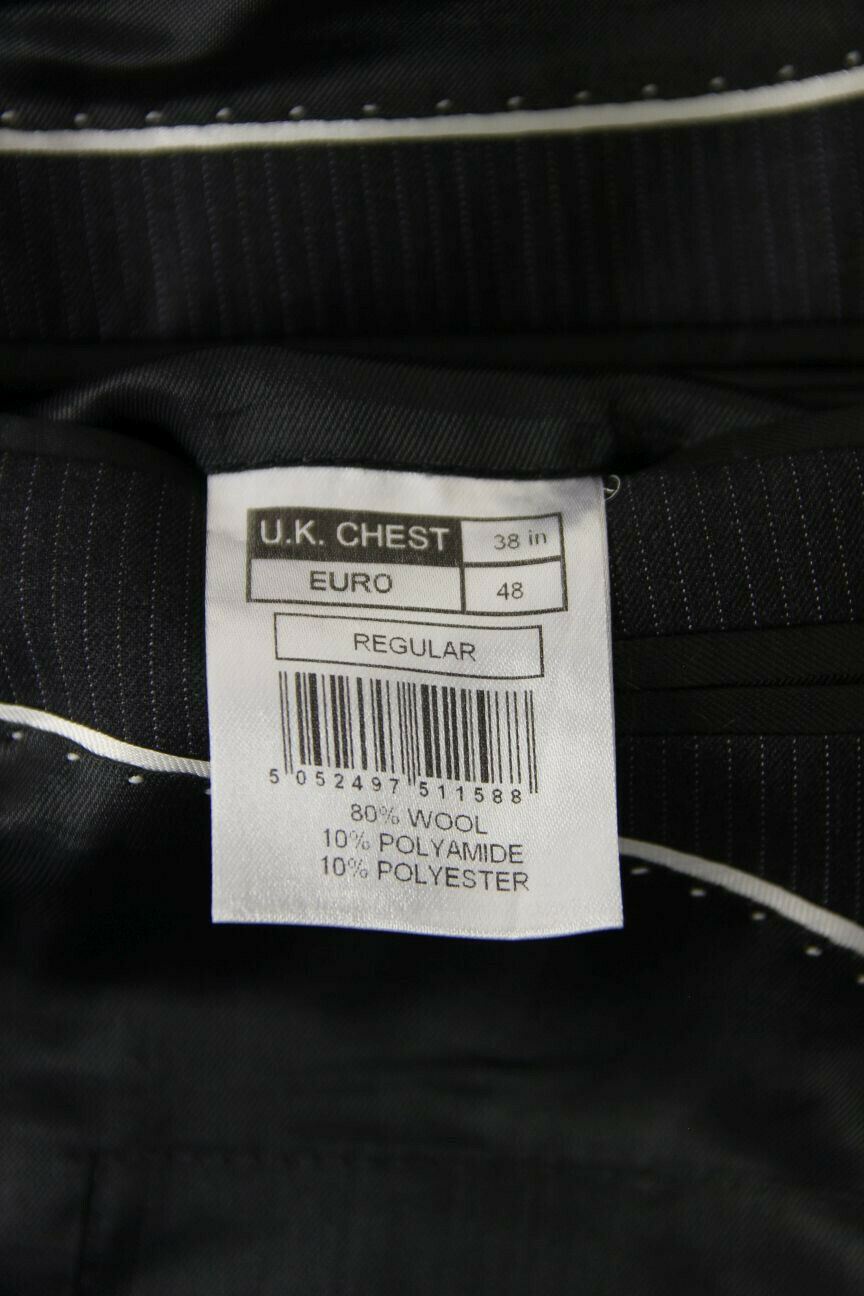 U.K. CHEST 38 in
EURO 48
REGULAR
5 052497 511588
80% WOOL
10% POLYAMIDE
10% POLYESTER